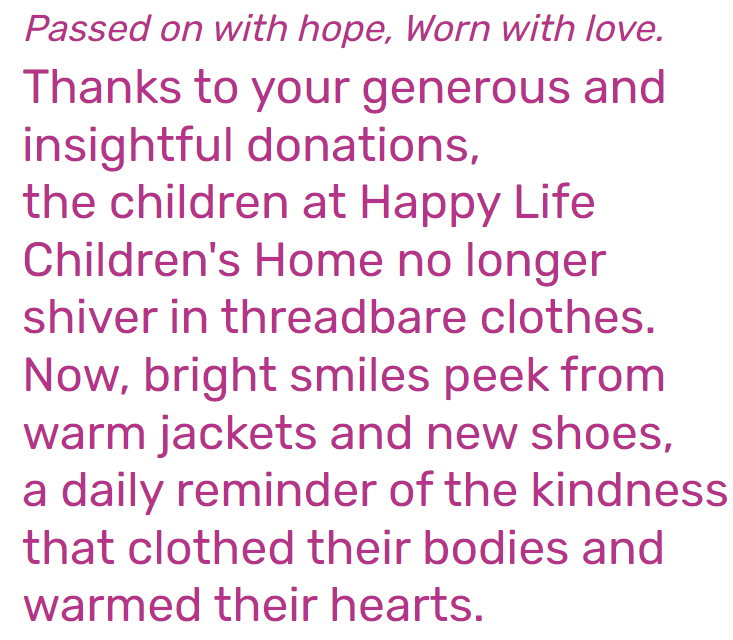 Passed on with hope, Worn with love.
Thanks to your generous and
insightful donations,
the children at Happy Life
Children's Home no longer
shiver in threadbare clothes.
Now, bright smiles peek from
warm jackets and new shoes,
a daily reminder of the kindness
that clothed their bodies and
warmed their hearts.